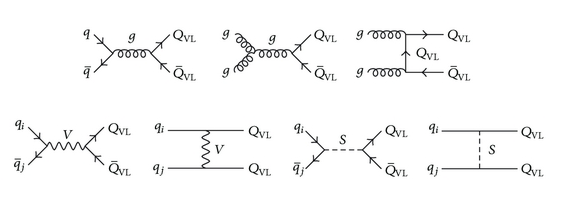 q g Q_VL g g Q_VL g Q_VL
Q_VL
q̄ Q̄_VL g Q̄_VL g Q̄_VL
q_i V Q_VL q_i Q_VL q_i S Q_VL q_i Q_VL
V S
q̄_j Q̄_VL q_j Q_VL q̄_j Q̄_VL q_j Q_VL